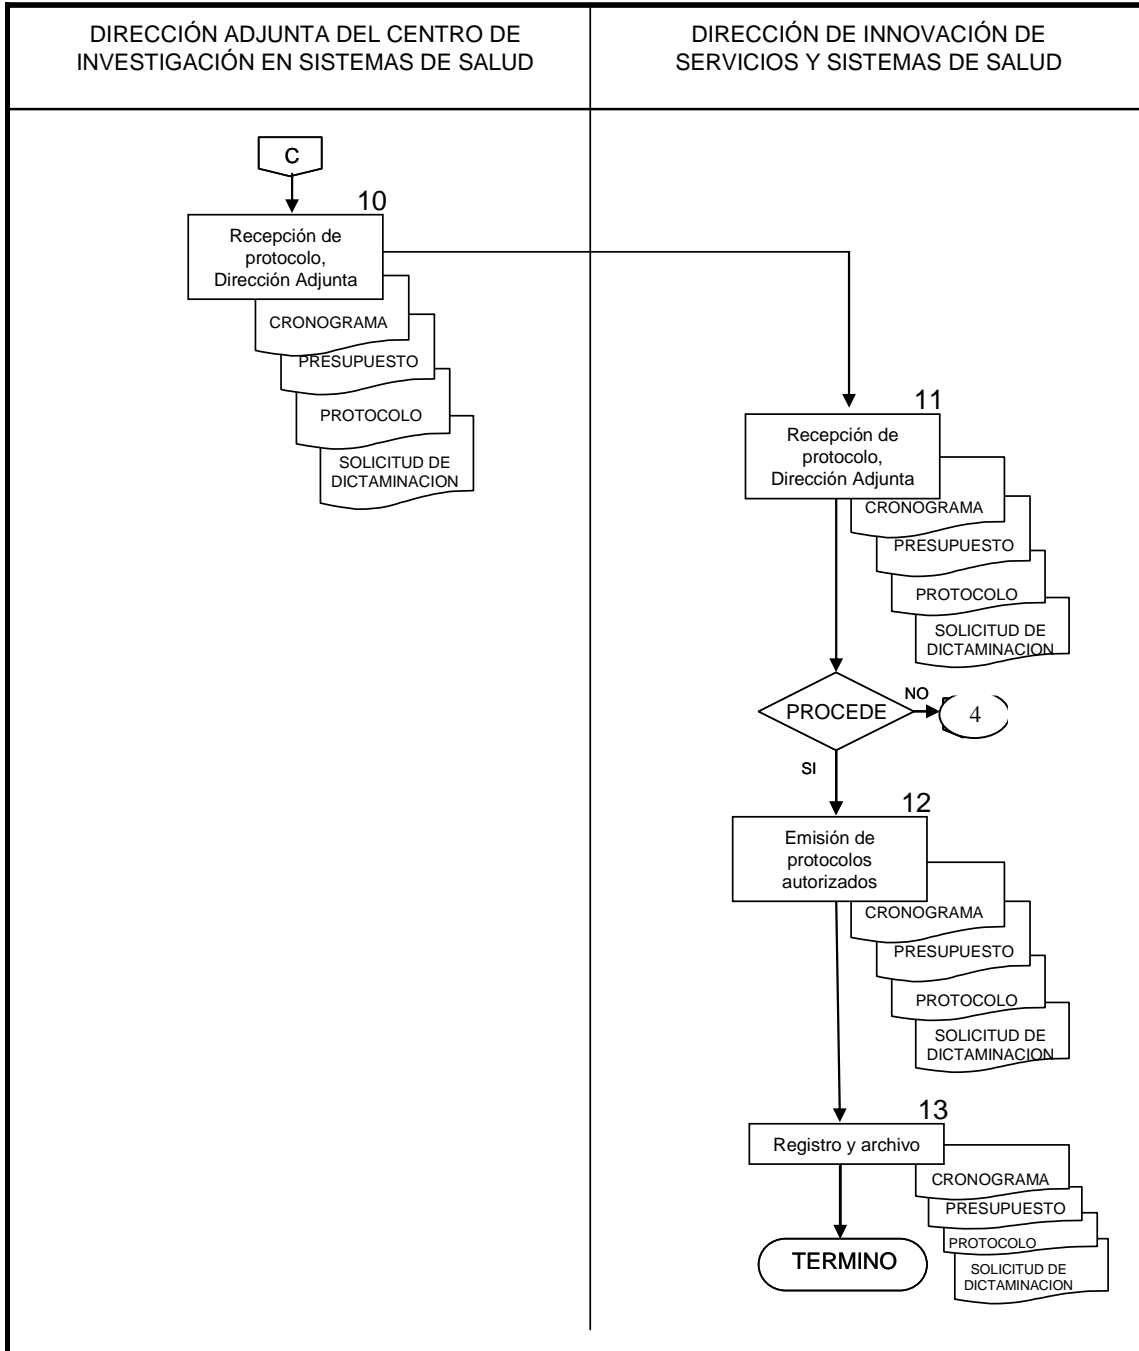 DIRECCIÓN ADJUNTA DEL CENTRO DE
INVESTIGACIÓN EN SISTEMAS DE SALUD
DIRECCIÓN DE INNOVACIÓN DE
SERVICIOS Y SISTEMAS DE SALUD
C
10
Recepción de
protocolo,
Dirección Adjunta
CRONOGRAMA
PRESUPUESTO
PROTOCOLO
SOLICITUD DE
DICTAMINACION
11
Recepción de
protocolo,
Dirección Adjunta
CRONOGRAMA
PRESUPUESTO
PROTOCOLO
SOLICITUD DE
DICTAMINACION
PROCEDE
NO
4
SI
12
Emisión de
protocolos
autorizados
CRONOGRAMA
PRESUPUESTO
PROTOCOLO
SOLICITUD DE
DICTAMINACION
13
Registro y archivo
CRONOGRAMA
PRESUPUESTO
PROTOCOLO
SOLICITUD DE
DICTAMINACION
TERMINO